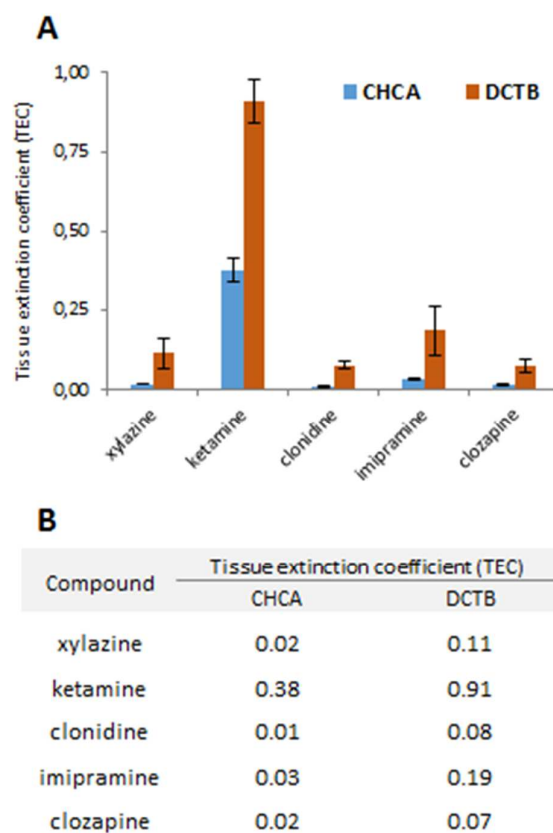 A
CHCA DCTB
Tissue extinction coefficient (TEC)
1,00
0,75
0,50
0,25
0,00
xylazine
ketamine
clonidine
imipramine
clozapine
B
Compound Tissue extinction coefficient (TEC)
CHCA DCTB
xylazine 0.02 0.11
ketamine 0.38 0.91
clonidine 0.01 0.08
imipramine 0.03 0.19
clozapine 0.02 0.07